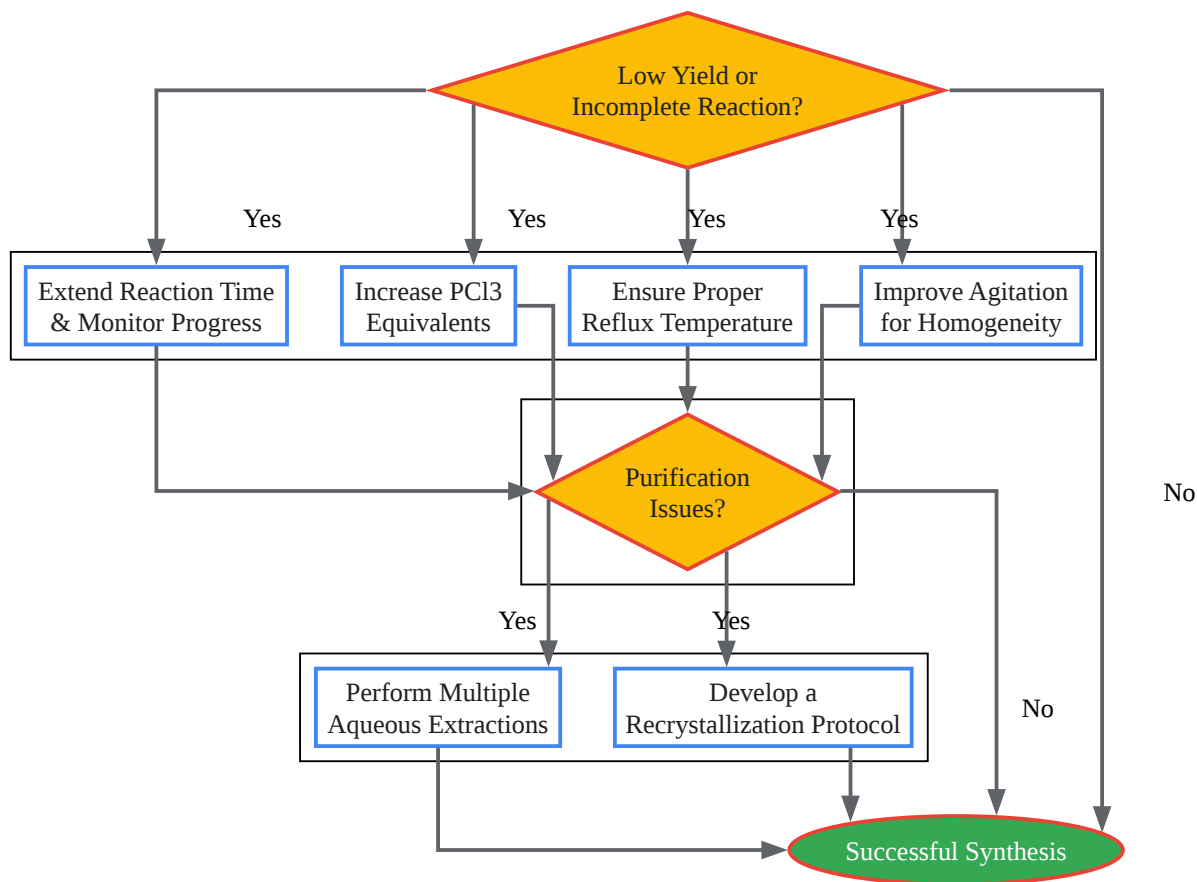 Low Yield or
Incomplete Reaction?
Yes
Yes
Yes
Yes
Extend Reaction Time
& Monitor Progress
Increase PCl3
Equivalents
Ensure Proper
Reflux Temperature
Improve Agitation
for Homogeneity
Purification
Issues?
No
Yes
Yes
Perform Multiple
Aqueous Extractions
Develop a
Recrystallization Protocol
No
Successful Synthesis